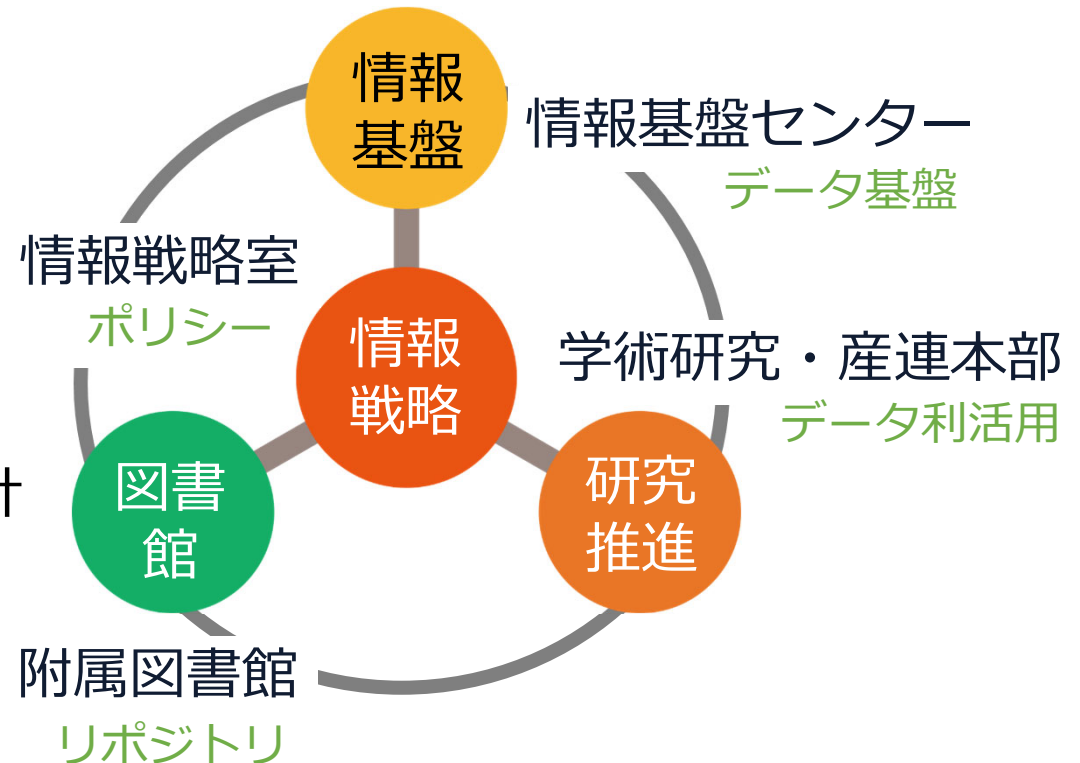 情報
基盤
情報基盤センター
データ基盤
情報戦略室
ポリシー
情報
戦略
学術研究・産連本部
データ利活用
図書
館
研究
推進
附属図書館
リポジトリ